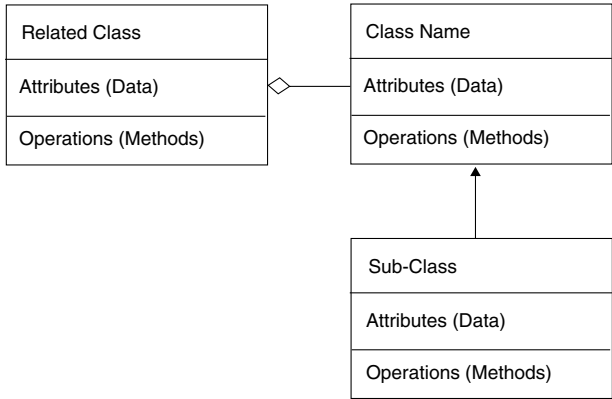 Related Class
Attributes (Data)
Operations (Methods)
Class Name
Attributes (Data)
Operations (Methods)
Sub-Class
Attributes (Data)
Operations (Methods)